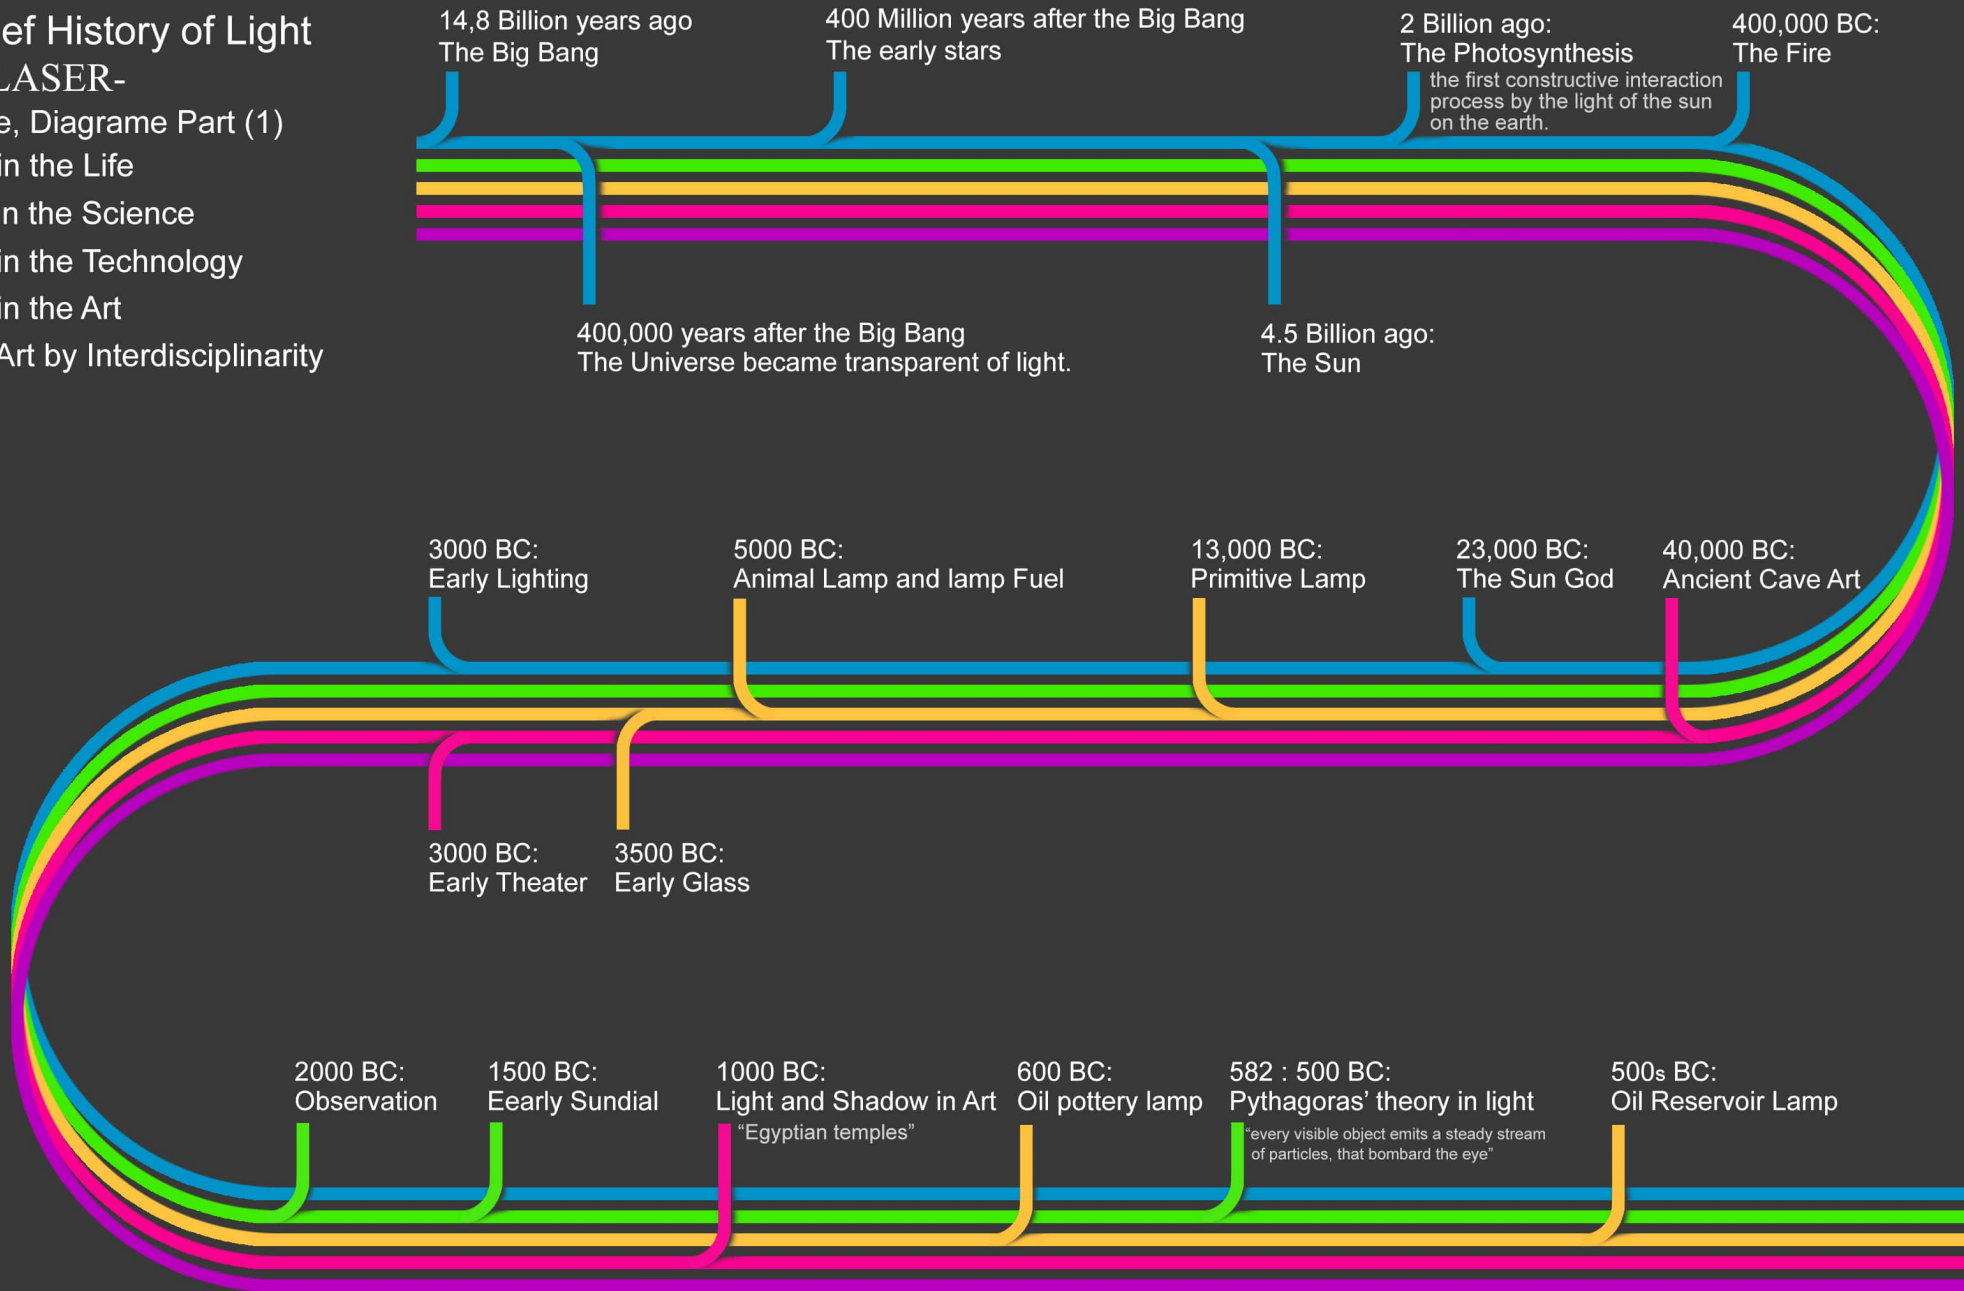 ef History of Light
LASER-
e, Diagrame Part (1)
in the Life
n the Science
in the Technology
in the Art
Art by Interdisciplinarity
14,8 Billion years ago
The Big Bang
400 Million years after the Big Bang
The early stars
2 Billion ago:
The Photosynthesis
the first constructive interaction
process by the light of the sun
on the earth.
400,000 BC:
The Fire
400,000 years after the Big Bang
The Universe became transparent of light.
4.5 Billion ago:
The Sun
3000 BC:
Early Lighting
5000 BC:
Animal Lamp and lamp Fuel
13,000 BC:
Primitive Lamp
23,000 BC:
The Sun God
40,000 BC:
Ancient Cave Art
3000 BC:
Early Theater
3500 BC:
Early Glass
2000 BC:
Observation
1500 BC:
Eearly Sundial
1000 BC:
Light and Shadow in Art
“Egyptian temples”
600 BC:
Oil pottery lamp
582 : 500 BC:
Pythagoras’ theory in light
“every visible object emits a steady stream
of particles, that bombard the eye”
500s BC:
Oil Reservoir Lamp